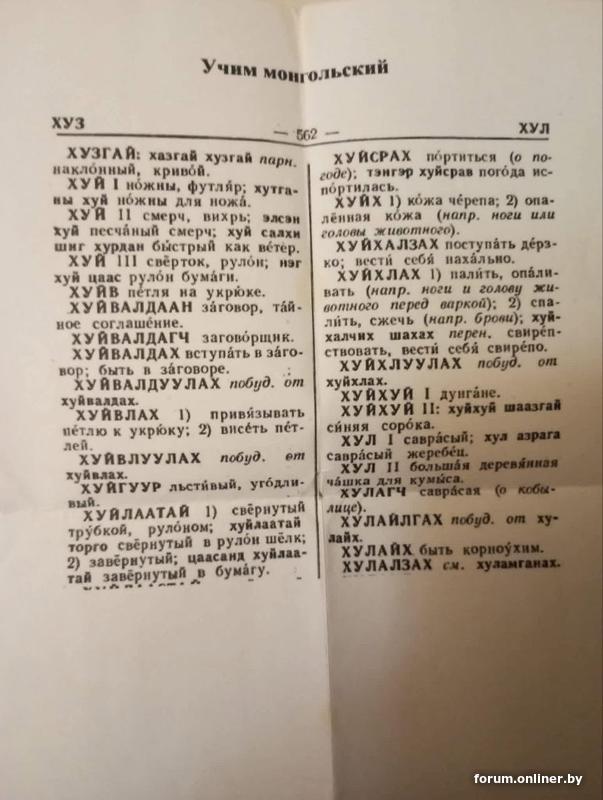 Учим монгольский
ХУЗ
— 562 —
ХУЛ
ХУЗГАЙ: хазгай хузгай парн.
наклонный, кривой.
ХУЙ I ножны, футляр; хутга-
ны хуй ножны для ножа.
ХУЙ II смерч, вихрь; элсэн
хуй песчаный смерч; хуй салхи
шиг хурдан быстрый как ветер.
ХУЙ III свёрток, рулон; нэг
хуй цаас рулон бумаги.
ХУЙВ петля на укрюке.
ХУЙВАЛДААН заговор, тай-
ное соглашение.
ХУЙВАЛДАГЧ заговорщик.
ХУЙВАЛДАХ вступать в заго-
вор; быть в заговоре.
ХУЙВАЛДУУЛАХ побуд. от
хуйвалдах.
ХУЙВЛАХ 1) привязывать
петлю к укрюку; 2) висеть пет-
лей.
ХУЙВЛУУЛАХ побуд. от
хуйвлах.
ХУЙГУУР льстивый, угодли-
вый.
ХУЙЛААТАЙ 1) свёрнутый
трубкой, рулоном; хуйлаатай
торго свёрнутый в рулон шёлк;
2) завёрнутый; цаасанд хуйлаа-
тай завёрнутый в бумагу.
ХУЙСРАХ портиться (о по-
годе); тэнгэр хуйсрав погода ис-
портилась.
ХУЙХ 1) кожа черепа; 2) опа-
лённая кожа (напр. ноги или
головы животного).
ХУЙХАЛЗАХ поступать дерз-
ко; вести себя нахально.
ХУЙХЛАХ 1) палить, опали-
вать (напр. ноги и голову жи-
вотного перед варкой); 2) спа-
лить, сжечь (напр. брови); хуй-
халчих шахах перен. свиреп-
ствовать, вести себя свирепо.
ХУЙХЛУУЛАХ побуд. от
хуйхлах.
ХУЙХУЙ I дунгане.
ХУЙХУЙ II: хуйхуй шаазгай
синяя сорока.
ХУЛ I саврасый; хул азрага
саврасый жеребец.
ХУЛ II большая деревянная
чашка для кумыса.
ХУЛАГЧ саврасая (о кобы-
лице).
ХУЛАЙЛГАХ побуд. от ху-
лайх.
ХУЛАЙХ быть корноухим.
ХУЛАЛЗАХ см. хуламганах.
forum.onliner.by